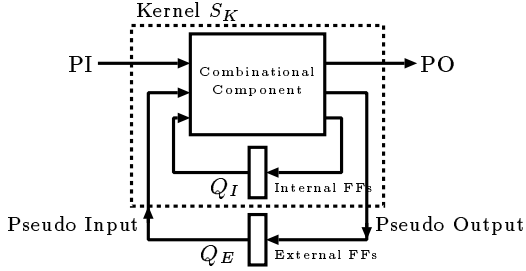 Kernel S_K
PI
Combinational
Component
PO
Q_I
Internal FFs
Pseudo Input
Pseudo Output
Q_E
External FFs